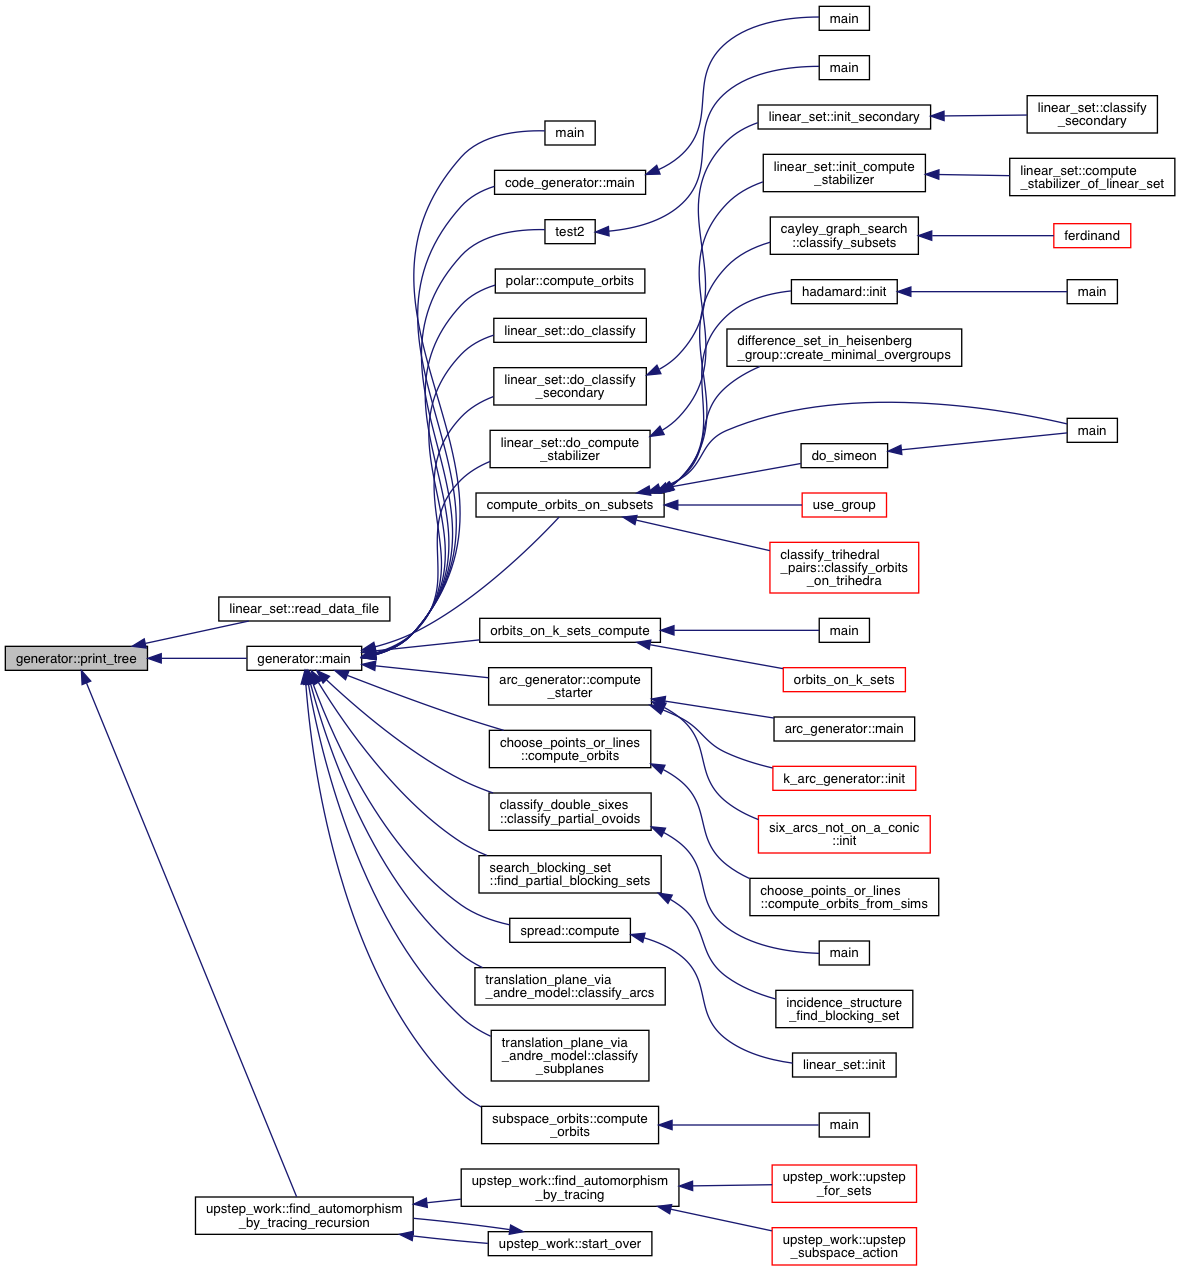 main
main
linear_set::classify
_secondary
linear_set::init_secondary
main
linear_set::init_compute
_stabilizer
linear_set::compute
_stabilizer_of_linear_set
code_generator::main
test2
cayley_graph_search
::classify_subsets
ferdinand
polar::compute_orbits
hadamard::init
main
linear_set::do_classify
difference_set_in_heisenberg
_group::create_minimal_overgroups
linear_set::do_classify
_secondary
main
linear_set::do_compute
_stabilizer
do_simeon
compute_orbits_on_subsets
use_group
classify_trihedral
_pairs::classify_orbits
_on_trihedra
linear_set::read_data_file
orbits_on_k_sets_compute
main
generator::print_tree
generator::main
orbits_on_k_sets
arc_generator::compute
_starter
arc_generator::main
choose_points_or_lines
::compute_orbits
k_arc_generator::init
classify_double_sixes
::classify_partial_ovoids
six_arcs_not_on_a_conic
::init
search_blocking_set
::find_partial_blocking_sets
choose_points_or_lines
::compute_orbits_from_sims
spread::compute
main
translation_plane_via
_andre_model::classify_arcs
incidence_structure
_find_blocking_set
translation_plane_via
_andre_model::classify
_subplanes
linear_set::init
subspace_orbits::compute
_orbits
main
upstep_work::find_automorphism
_by_tracing
upstep_work::upstep
_for_sets
upstep_work::find_automorphism
_by_tracing_recursion
upstep_work::start_over
upstep_work::upstep
_subspace_action